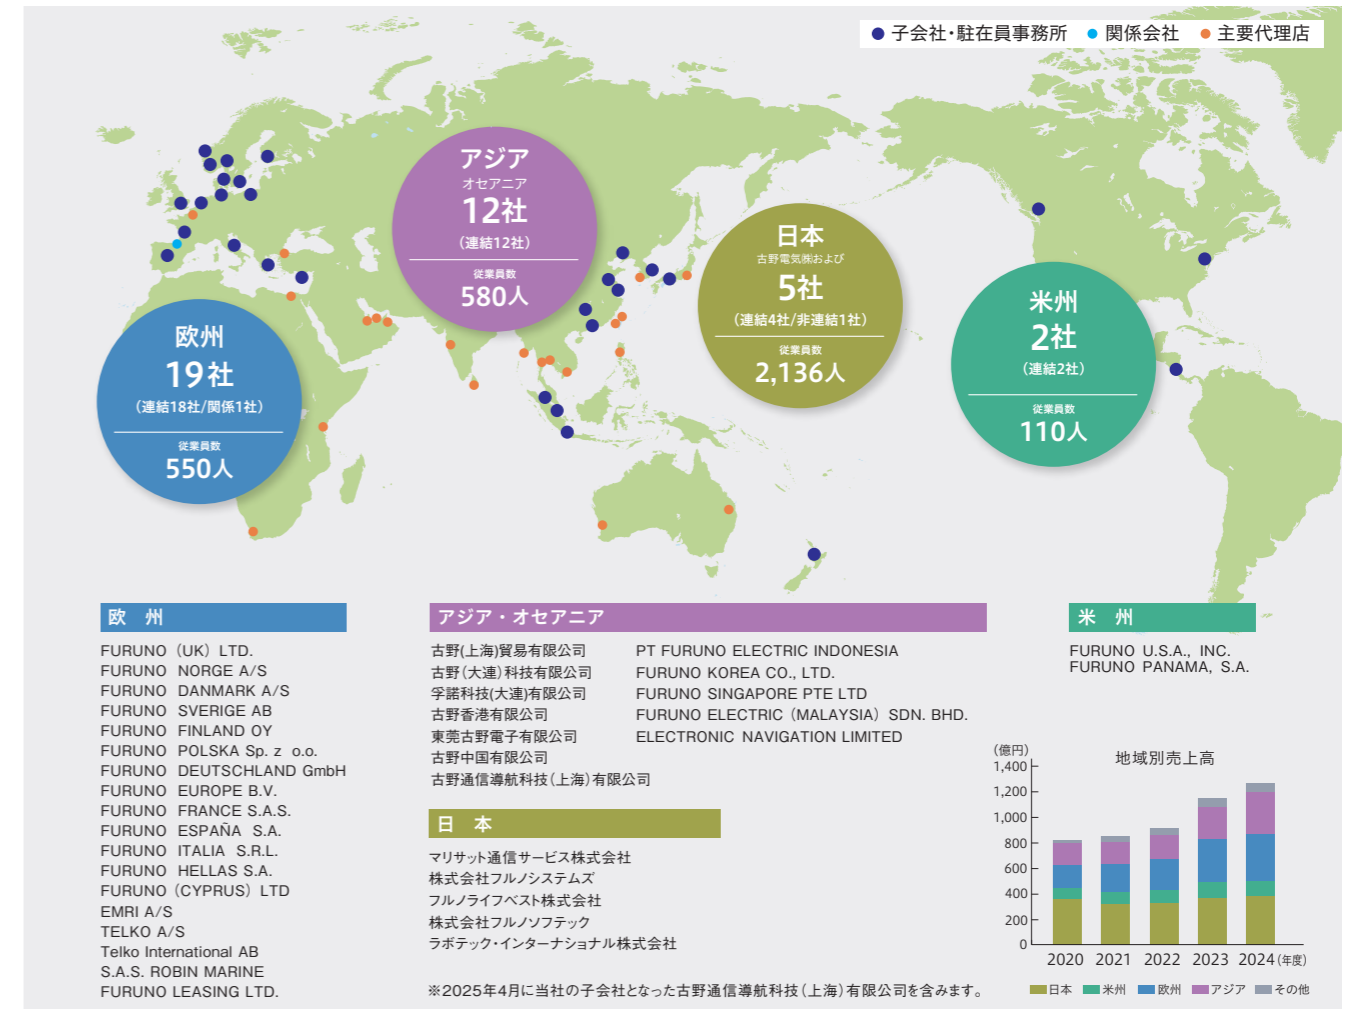 子会社・駐在員事務所 関係会社 主要代理店
アジア
オセアニア
12社
（連結12社）
従業員数
580人
日本
古野電気㈱および
5社
（連結4社/非連結1社）
従業員数
2,136人
欧州
19社
（連結18社/関係1社）
従業員数
550人
米州
2社
（連結2社）
従業員数
110人
欧 州
FURUNO（UK）LTD.
FURUNO NORGE A/S
FURUNO DANMARK A/S
FURUNO SVERIGE AB
FURUNO FINLAND OY
FURUNO POLSKA Sp. z o.o.
FURUNO DEUTSCHLAND GmbH
FURUNO EUROPE B.V.
FURUNO FRANCE S.A.S.
FURUNO ESPAÑA S.A.
FURUNO ITALIA S.R.L.
FURUNO HELLAS S.A.
FURUNO（CYPRUS）LTD
EMRI A/S
TELKO A/S
Telko International AB
S.A.S. ROBIN MARINE
FURUNO LEASING LTD.
アジア・オセアニア
古野(上海)貿易有限公司
古野（大連）科技有限公司
孚諾科技(大連)有限公司
古野香港有限公司
東莞古野電子有限公司
古野中国有限公司
古野通信導航科技（上海）有限公司
PT FURUNO ELECTRIC INDONESIA
FURUNO KOREA CO., LTD.
FURUNO SINGAPORE PTE LTD
FURUNO ELECTRIC（MALAYSIA）SDN. BHD.
ELECTRONIC NAVIGATION LIMITED
日 本
マリサット通信サービス株式会社
株式会社フルノシステムズ
フルノライフベスト株式会社
株式会社フルノソフテック
ラボテック・インターナショナル株式会社
※2025年4月に当社の子会社となった古野通信導航科技（上海）有限公司を含みます。
米 州
FURUNO U.S.A., INC.
FURUNO PANAMA, S.A.
地域別売上高
（億円）
1,400
1,200
1,000
800
600
400
200
0
2020 2021 2022 2023 2024（年度）
日本 米州 欧州 アジア その他